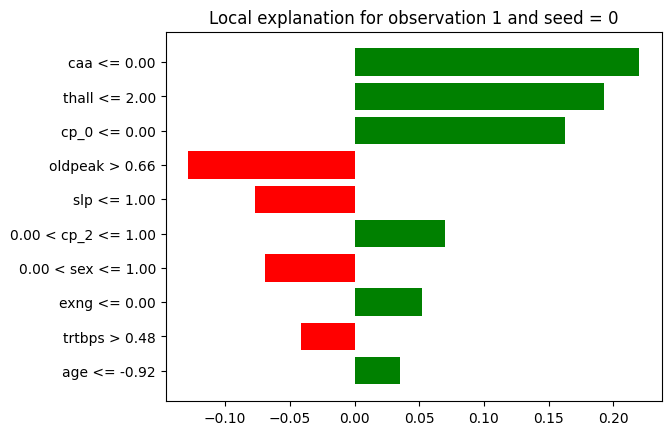 Local explanation for observation 1 and seed = 0
caa <= 0.00
thall <= 2.00
cp_0 <= 0.00
oldpeak > 0.66
slp <= 1.00
0.00 < cp_2 <= 1.00
0.00 < sex <= 1.00
exng <= 0.00
trtbps > 0.48
age <= -0.92
−0.10 −0.05 0.00 0.05 0.10 0.15 0.20